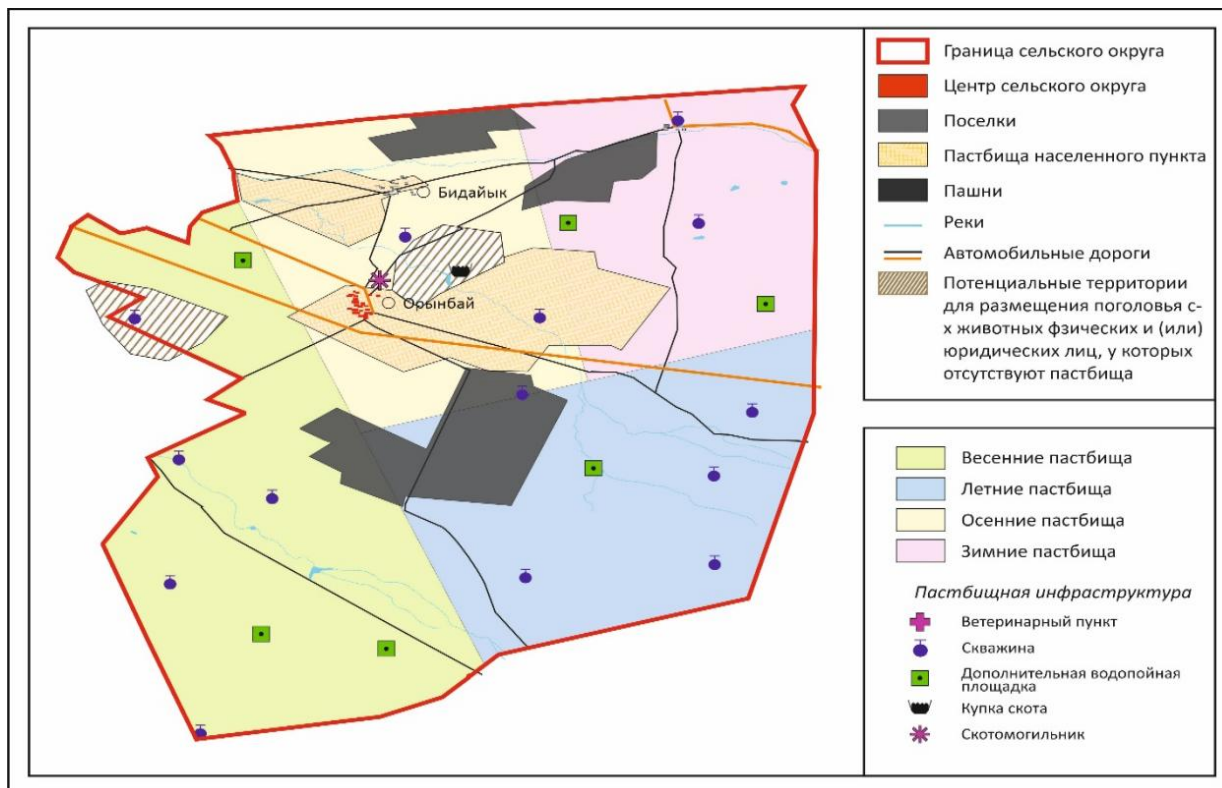 Бидайык
Орынбай
Граница сельского округа
Центр сельского округа
Поселки
Пастбища населенного пункта
Пашни
Реки
Автомобильные дороги
Потенциальные территории
для размещения поголовья с-
х животных фзических и (или)
юридических лиц, у которых
отсутствуют пастбища
Весенние пастбища
Летние пастбища
Осенние пастбища
Зимние пастбища
Пастбищная инфраструктура
Ветеринарный пункт
Скважина
Дополнительная водопойная
площадка
Купка скота
Скотомогильник